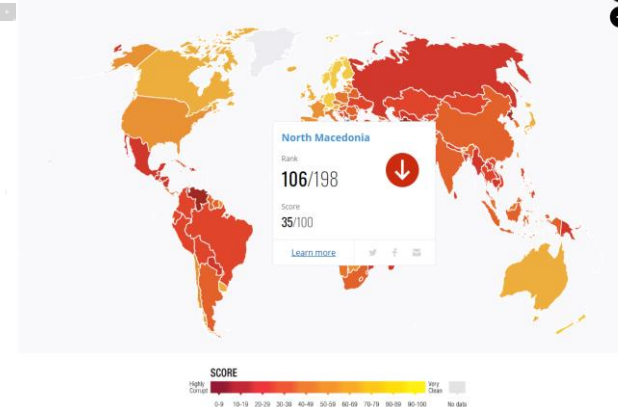 North Macedonia
Rank
106/198
Score
35/100
Learn more
SCORE
Highly Corrupt
Very Clean
0-9 10-19 20-29 30-39 40-49 50-59 60-69 70-79 80-89 90-100 No data